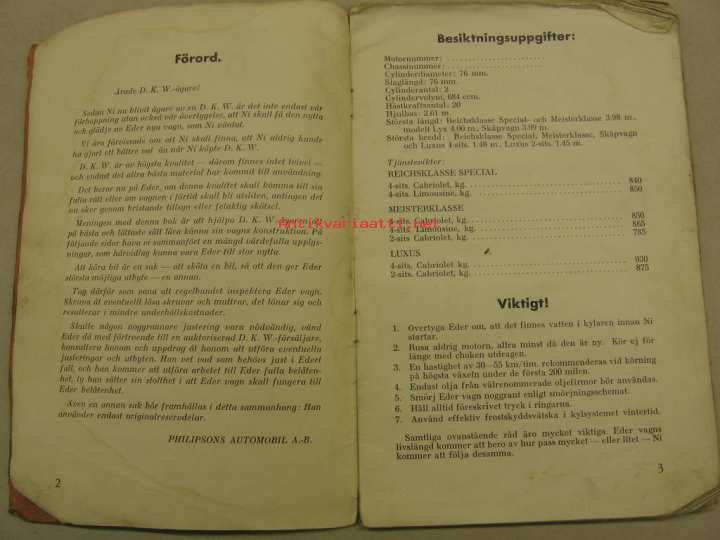 Förord.
Ärade D. K. W.-ägare!
Sedan Ni nu blivit ägare av en D. K. W. är det inte endast vår
förhoppning utan också vår övertygelse, att Ni skall få den nytta
och glädje av Eder nya vagn, som Ni väntat.
Vi äro förvissade om att Ni skall finna, att Ni aldrig kunde
ha gjort ett bättre val än när Ni köpte D. K. W.
D. K. W. är av högsta kvalitet — därom finnes intet tvivel —
och endast det allra bästa material har kommit till användning.
Det beror nu på Eder, om denna kvalitet skall komma till sin
fulla rätt eller om vagnen i förtid skall bli utsliten, antingen det
nu sker genom bristande tillsyn eller felaktig skötsel.
Meningen med denna bok är att hjälpa D. K. W.-ägaren att
på bästa och lättaste sätt lära känna sin vagns konstruktion. På
följande sidor hava vi sammanfört en mängd värdefulla upplys-
ningar, som härvidlag kunna vara Eder till stor nytta.
Att köra bil är en sak — att sköta en bil, så att den ger Eder
största möjliga utbyte — en annan.
Tag därför som vana att regelbundet inspektera Eder vagn.
Skruva åt eventuellt lösa skruvar och muttrar, det lönar sig och
resulterar i mindre underhållskostnader.
Skulle någon noggrannare justering vara nödvändig, vänd
Eder då med förtroende till en auktoriserad D. K. W.-försäljare,
konsultera honom och uppdrag åt honom att utföra eventuella
justeringar och utbyten. Han vet vad som behöves just i Edert
fall, och han kommer att utföra arbetet till Eder fulla belåten-
het, ty han sätter sin stolthet i att Eder vagn skall fungera till
Eder belåtenhet.
Även en annan sak bör framhållas i detta sammanhang: Han
använder endast originalreservdelar.
PHILIPSONS AUTOMOBIL A.-B.
2
Besiktningsuppgifter:
Motornummer:
Chassinummer:
Cylinderdiameter: 76 mm.
Slaglängd: 76 mm.
Cylinderantal: 2
Cylindervolym, 684 ccm.
Hästkraftsantal: 20
Hjulbas: 2.61 m.
Största längd: Reichsklasse Special- och Meisterklasse 3.98 m.,
modell Lyx 4.00 m., Skåpvagn 3.99 m.
Största bredd: Reichsklasse Special, Meisterklasse, Skåpvagn
och Luxus 4-sits. 1.48 m., Luxus 2-sits. 1.45 m.
Tjänstevikter:
REICHSKLASSE SPECIAL
4-sits. Cabriolet, kg. 840
4-sits. Limousine, kg. 850
MEISTERKLASSE
4-sits. Cabriolet, kg. 850
4-sits. Limousine, kg. 865
2-sits Cabriolet, kg. 785
LUXUS
4-sits. Cabriolet, kg. 930
2-sits. Cabriolet, kg. 875
Viktigt!
1. Övertyga Eder om, att det finnes vatten i kylaren innan Ni
startar.
2. Rusa aldrig motorn, allra minst då den är ny. Kör ej för
länge med choken utdragen.
3. En hastighet av 30—55 km/tim. rekommenderas vid körning
på högsta växeln under de första 200 milen.
4. Endast olja från välrenommerade oljefirmor bör användas.
5. Smörj Eder vagn noggrant enligt smörjningsschemat.
6. Håll alltid föreskrivet tryck i ringarna.
7. Använd effektiv frostskyddsvätska i kylsystemet vintertid.
Samtliga ovanstående råd äro mycket viktiga. Eder vagns
livslängd kommer att bero av hur pass mycket — eller litet — Ni
kommer att följa desamma.
3
Antikvariaatti.net